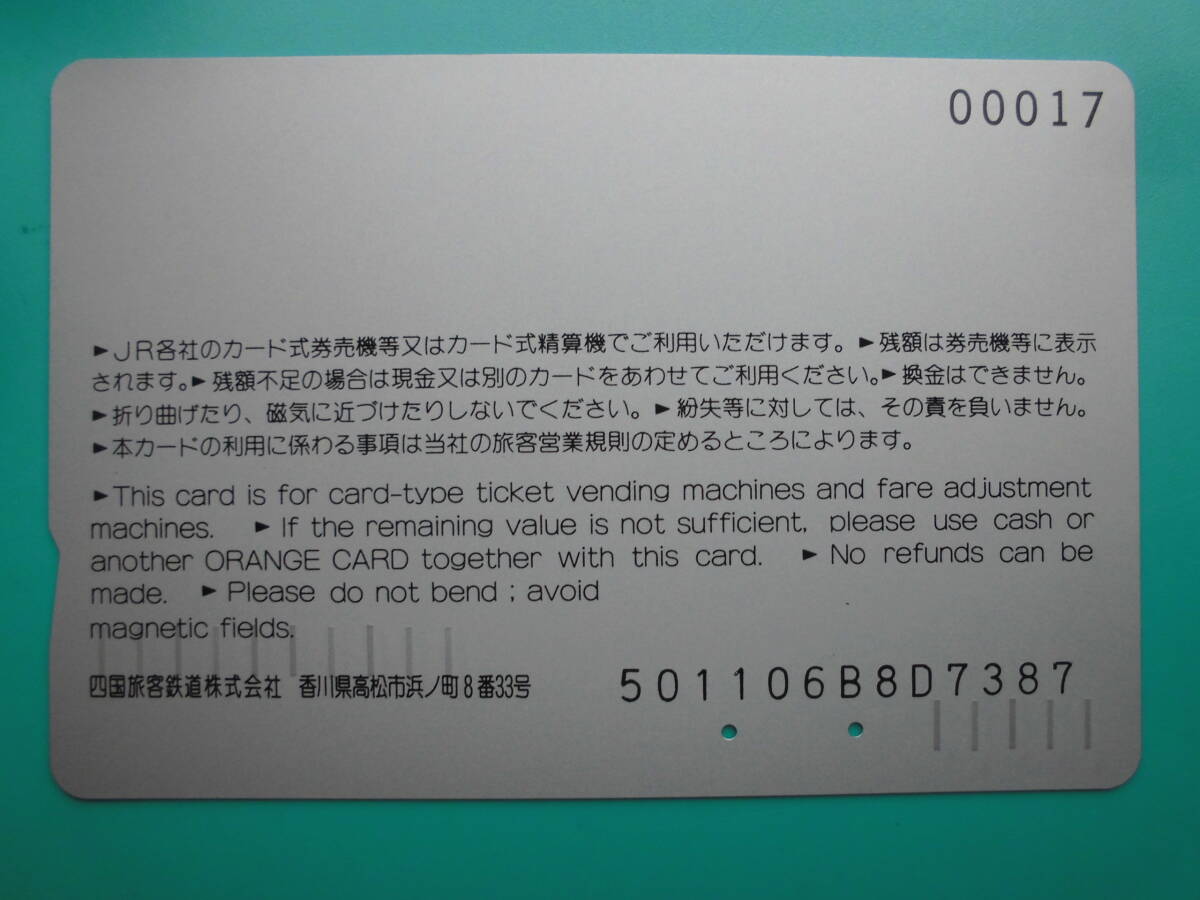 00017
►JR各社のカード式券売機等又はカード式精算機でご利用いただけます。►残額は券売機等に表示
されます。►残額不足の場合は現金又は別のカードをあわせてご利用ください。►換金はできません。
►折り曲げたり、磁気に近づけたりしないでください。►紛失等に対しては、その責を負いません。
►本カードの利用に係わる事項は当社の旅客営業規則の定めるところによります。
►This card is for card-type ticket vending machines and fare adjustment
machines. ►If the remaining value is not sufficient, please use cash or
another ORANGE CARD together with this card. ►No refunds can be
made. ►Please do not bend ; avoid
magnetic fields.
四国旅客鉄道株式会社 香川県高松市浜ノ町8番33号
501106B8D7387